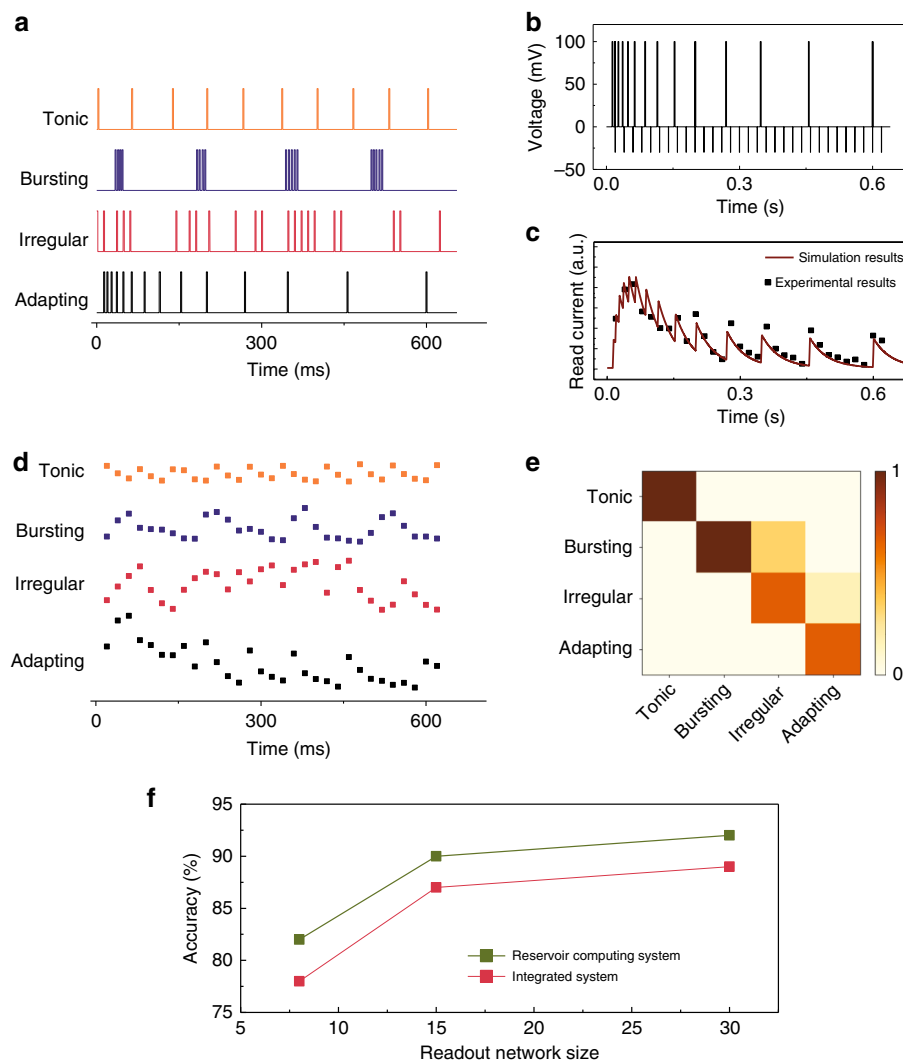 a
Tonic
Bursting
Irregular
Adapting
0 300 600
Time (ms)
b
Voltage (mV)
100
50
0
–50
0.0 0.3 0.6
Time (s)
c
Read current (a.u.)
Simulation results
Experimental results
0.0 0.3 0.6
Time (s)
d
Tonic
Bursting
Irregular
Adapting
0 300 600
Time (ms)
e
Tonic
Bursting
Irregular
Adapting
Tonic Bursting Irregular Adapting
1
0
f
Accuracy (%)
95
90
85
80
75
Reservoir computing system
Integrated system
5 10 15 20 25 30
Readout network size